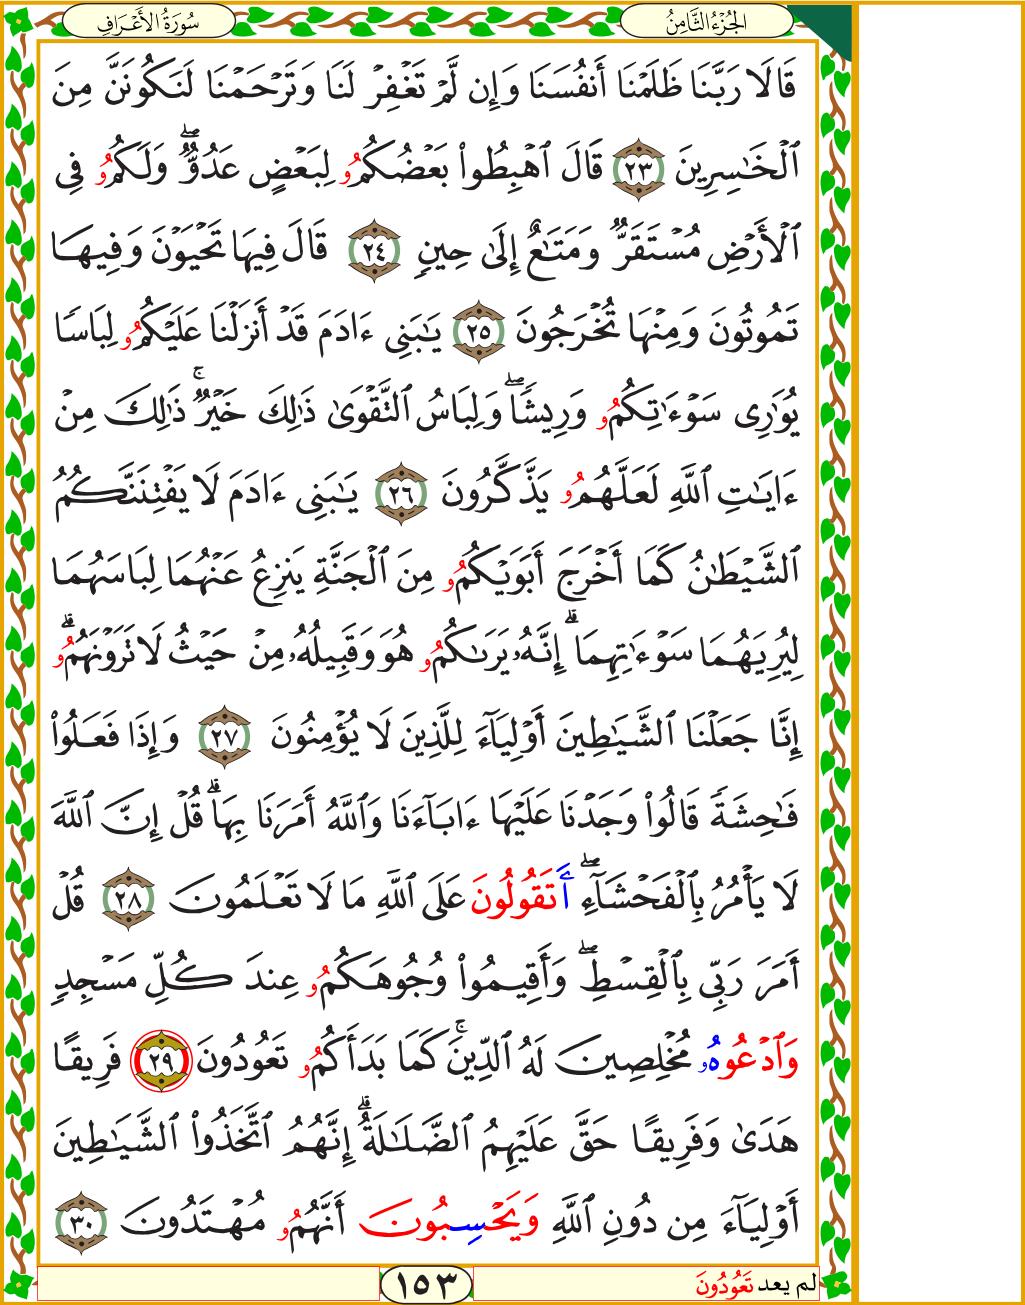 الجُزْءُ الثَّامِنُ
سُورَةُ الأَعْرَافِ
قَالَا رَبَّنَا ظَلَمْنَا أَنفُسَنَا وَإِن لَّمْ تَغْفِرْ لَنَا وَتَرْحَمْنَا لَنَكُونَنَّ مِنَ
ٱلْخَٰسِرِينَ ٢٣ قَالَ ٱهْبِطُوا۟ بَعْضُكُمُۥ لِبَعْضٍ عَدُوٌّ ۖ وَلَكُمُۥ فِي
ٱلْأَرْضِ مُسْتَقَرٌّ وَمَتَٰعٌ إِلَىٰ حِينٍ ٢٤ قَالَ فِيهَا تَحْيَوْنَ وَفِيهَا
تَمُوتُونَ وَمِنْهَا تُخْرَجُونَ ٢٥ يَٰبَنِى ءَادَمَ قَدْ أَنزَلْنَا عَلَيْكُمُۥ لِبَاسًا
يُوَٰرِى سَوْءَٰتِكُمُۥ وَرِيشًا ۖ وَلِبَاسُ ٱلتَّقْوَىٰ ذَٰلِكَ خَيْرٌ ۚ ذَٰلِكَ مِنْ
ءَايَٰتِ ٱللَّهِ لَعَلَّهُمُۥ يَذَّكَّرُونَ ٢٦ يَٰبَنِى ءَادَمَ لَا يَفْتِنَنَّكُمُ
ٱلشَّيْطَٰنُ كَمَا أَخْرَجَ أَبَوَيْكُمُۥ مِنَ ٱلْجَنَّةِ يَنزِعُ عَنْهُمَا لِبَاسَهُمَا
لِيُرِيَهُمَا سَوْءَٰتِهِمَا ۗ إِنَّهُۥ يَرَىٰكُمُۥ هُوَ وَقَبِيلُهُۥ مِنْ حَيْثُ لَا تَرَوْنَهُمُۥ ۗ
إِنَّا جَعَلْنَا ٱلشَّيَٰطِينَ أَوْلِيَآءَ لِلَّذِينَ لَا يُؤْمِنُونَ ٢٧ وَإِذَا فَعَلُوا۟
فَٰحِشَةً قَالُوا۟ وَجَدْنَا عَلَيْهَا ءَابَآءَنَا وَٱللَّهُ أَمَرَنَا بِهَا ۗ قُلْ إِنَّ ٱللَّهَ
لَا يَأْمُرُ بِٱلْفَحْشَآءِ ۖ أَتَقُولُونَ عَلَى ٱللَّهِ مَا لَا تَعْلَمُونَ ٢٨ قُلْ
أَمَرَ رَبِّى بِٱلْقِسْطِ ۖ وَأَقِيمُوا۟ وُجُوهَكُمُۥ عِندَ كُلِّ مَسْجِدٍ
وَٱدْعُوهُۥ مُخْلِصِينَ لَهُ ٱلدِّينَ ۚ كَمَا بَدَأَكُمُۥ تَعُودُونَ ٢٩ فَرِيقًا
هَدَىٰ وَفَرِيقًا حَقَّ عَلَيْهِمُ ٱلضَّلَٰلَةُ ۗ إِنَّهُمُ ٱتَّخَذُوا۟ ٱلشَّيَٰطِينَ
أَوْلِيَآءَ مِن دُونِ ٱللَّهِ وَيَحْسِبُونَ أَنَّهُمُۥ مُهْتَدُونَ ٣٠
لم يعد تَعُودُونَ
١٥٣